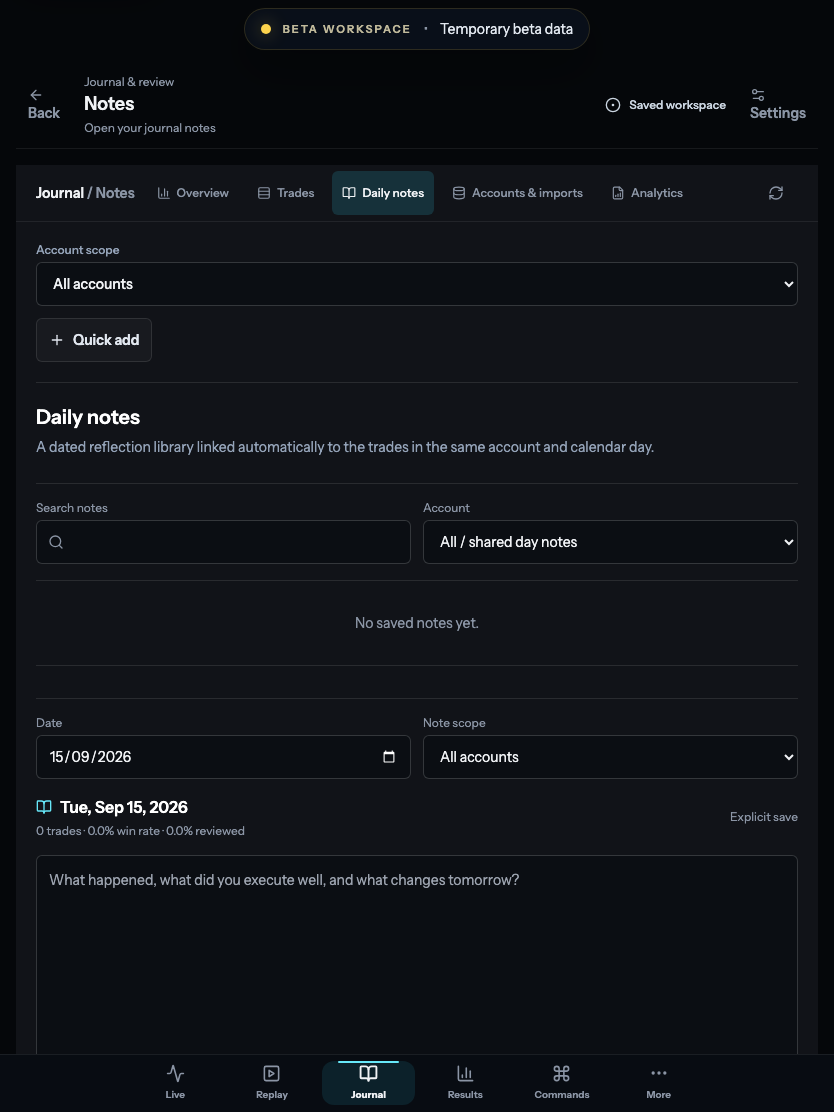 BETA WORKSPACE · Temporary beta data
Back
Journal & review
Notes
Open your journal notes
Saved workspace
Settings
Journal / Notes
Overview
Trades
Daily notes
Accounts & imports
Analytics
Account scope
All accounts
Quick add
Daily notes
A dated reflection library linked automatically to the trades in the same account and calendar day.
Search notes
Account
All / shared day notes
No saved notes yet.
Date
Note scope
15/09/2026
All accounts
Tue, Sep 15, 2026
0 trades · 0.0% win rate · 0.0% reviewed
Explicit save
What happened, what did you execute well, and what changes tomorrow?
Live
Replay
Journal
Results
Commands
More